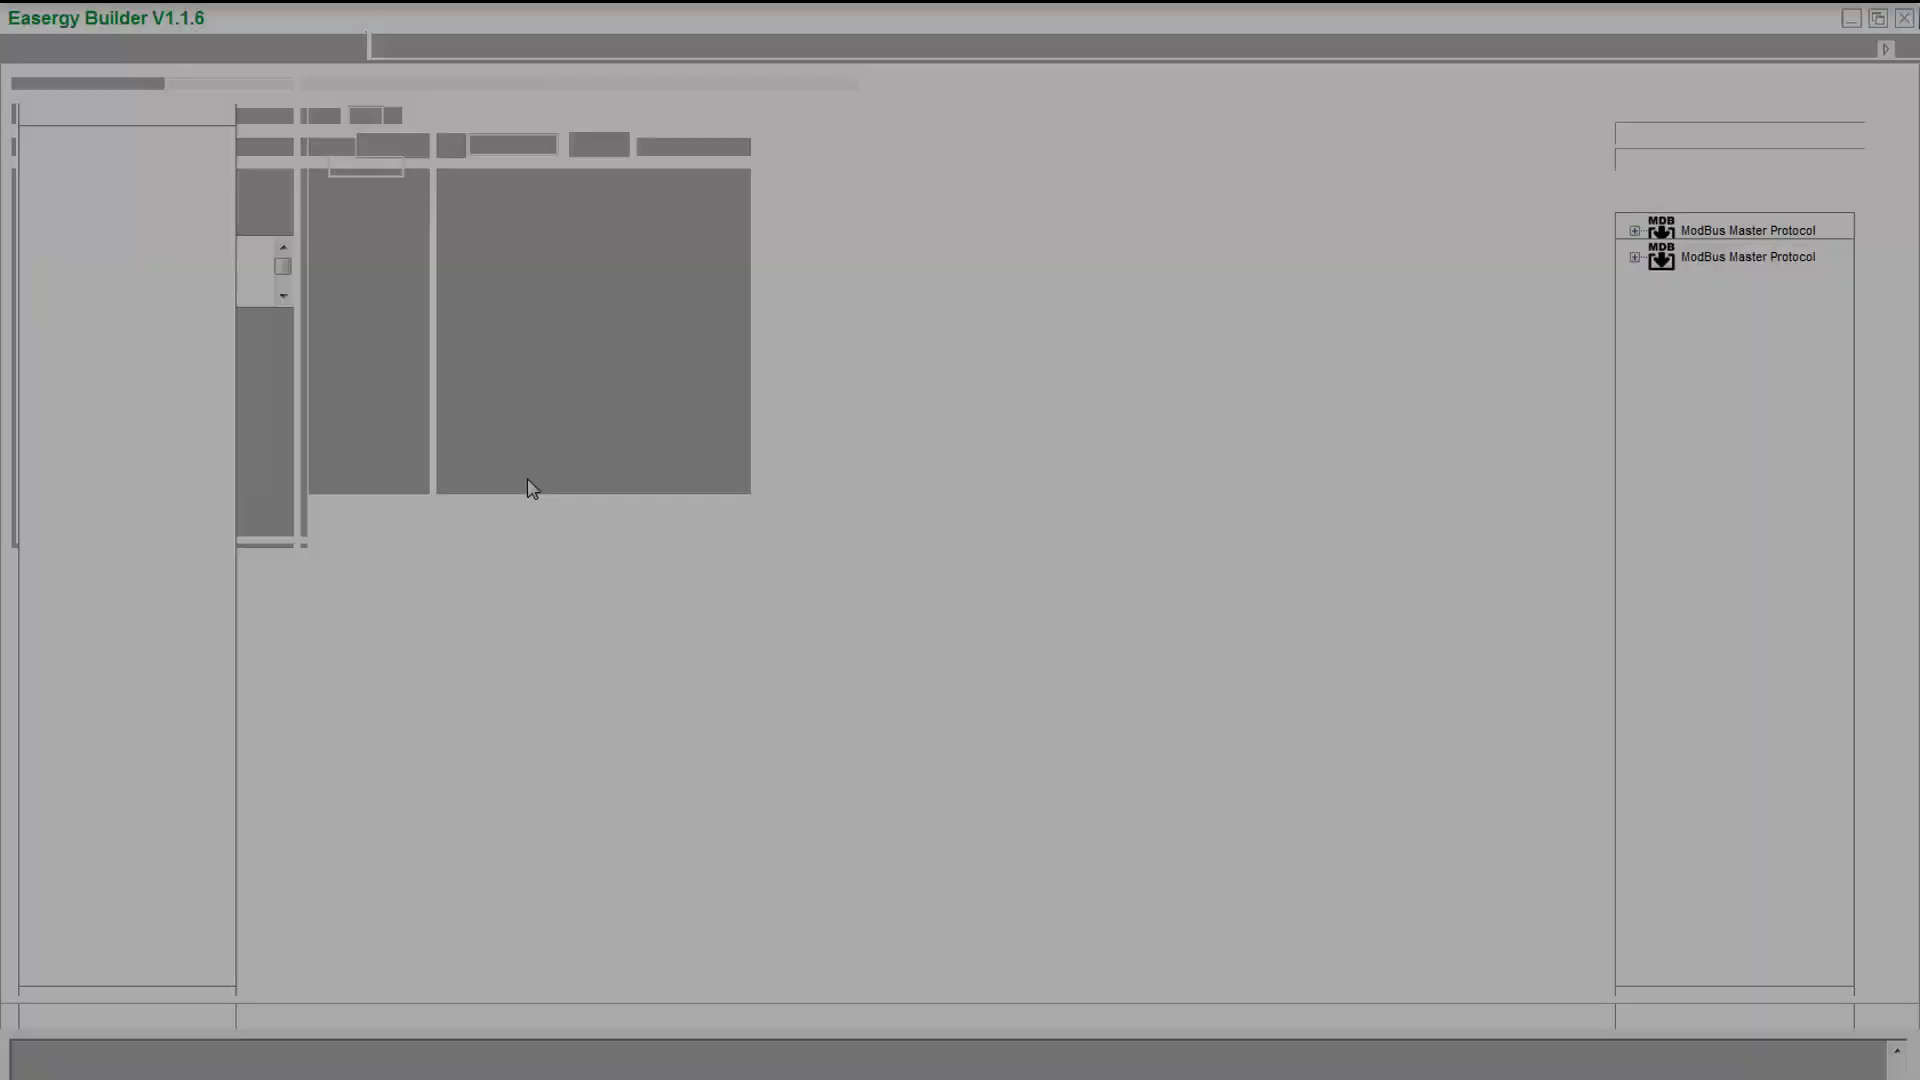 Easergy Builder V1.1.6
MDB
ModBus Master Protocol
MDB
ModBus Master Protocol